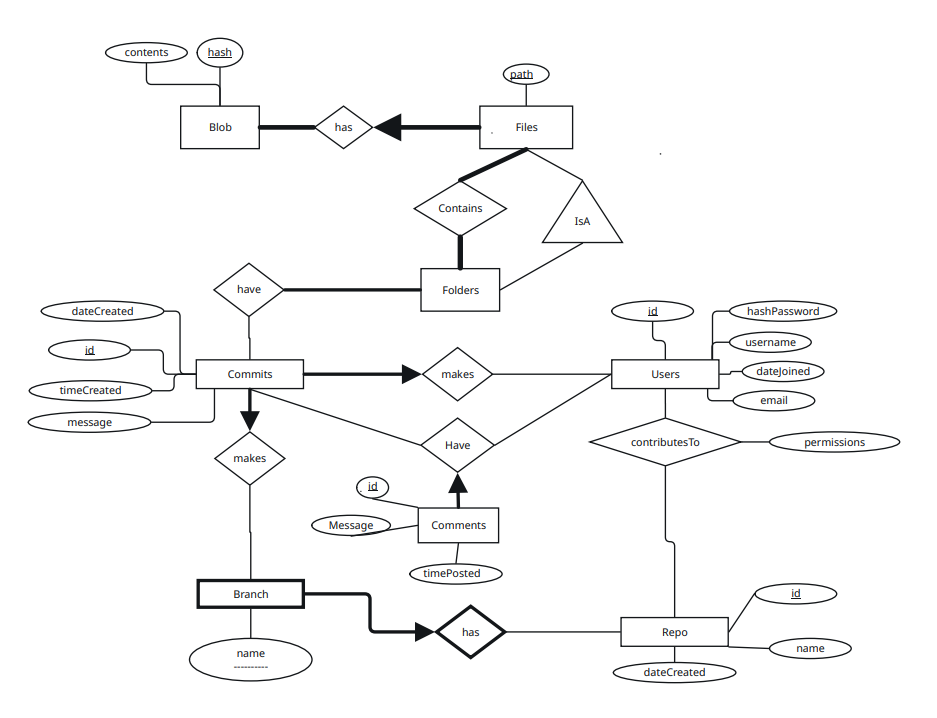 contents
hash
path
Blob
has
Files
Contains
IsA
have
Folders
dateCreated
id
hashPassword
id
username
Commits
makes
Users
dateJoined
timeCreated
email
message
makes
Have
contributesTo
permissions
id
Message
Comments
timePosted
Branch
id
has
Repo
name
name
----------
dateCreated